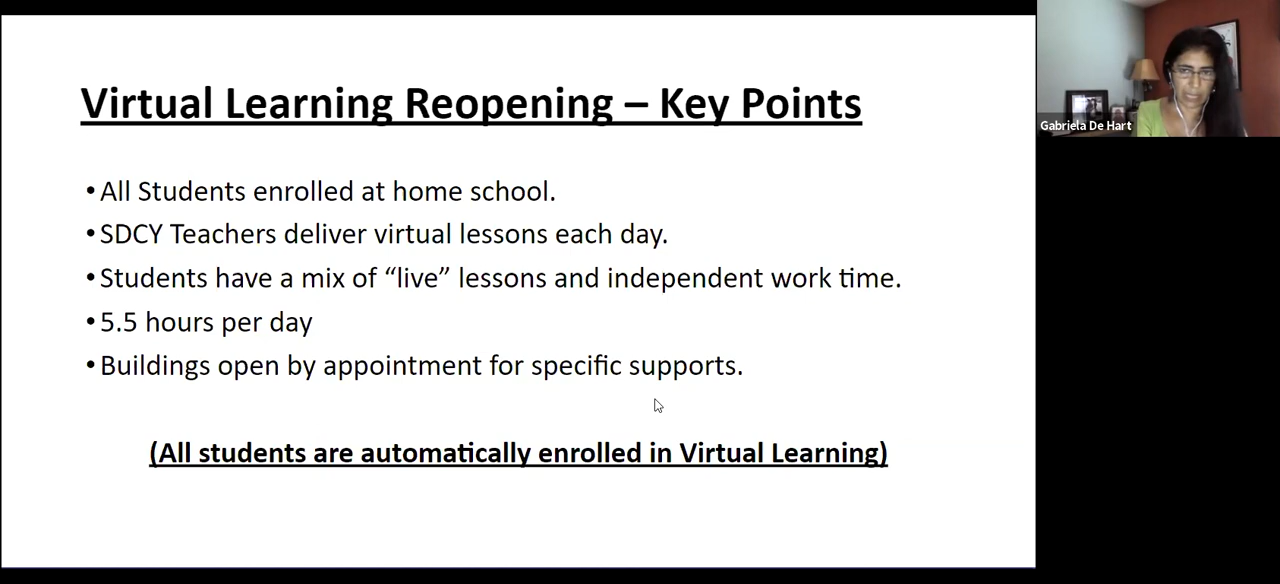 Virtual Learning Reopening – Key Points
•All Students enrolled at home school.
•SDCY Teachers deliver virtual lessons each day.
•Students have a mix of “live” lessons and independent work time.
•5.5 hours per day
•Buildings open by appointment for specific supports.
(All students are automatically enrolled in Virtual Learning)
Gabriela De Hart